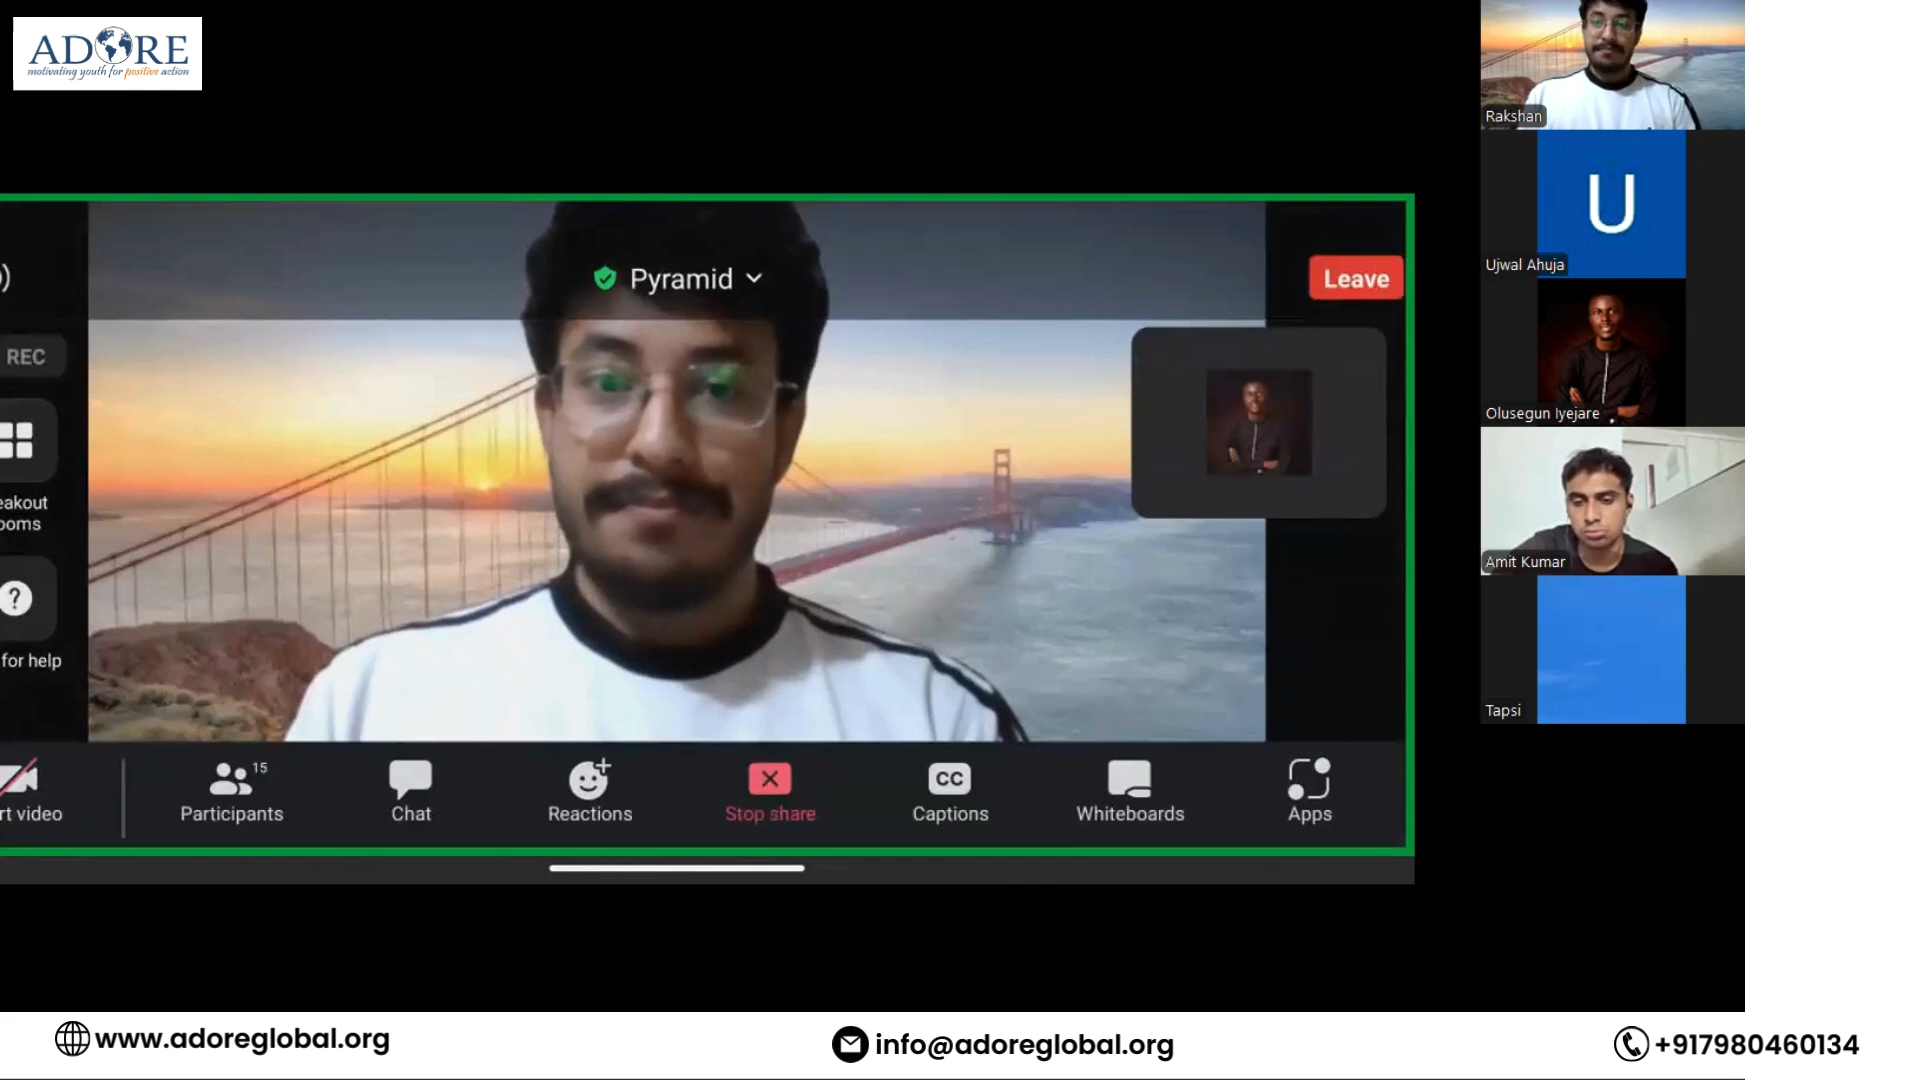 ADORE
motivating youth for positive action
Rakshan
U
Ujwal Ahuja
Olusegun Iyejare
Amit Kumar
Tapsi
Pyramid
Leave
REC
eakout
ooms
?
for help
rt video
15
Participants
Chat
Reactions
Stop share
CC
Captions
Whiteboards
Apps
www.adoreglobal.org
info@adoreglobal.org
+917980460134